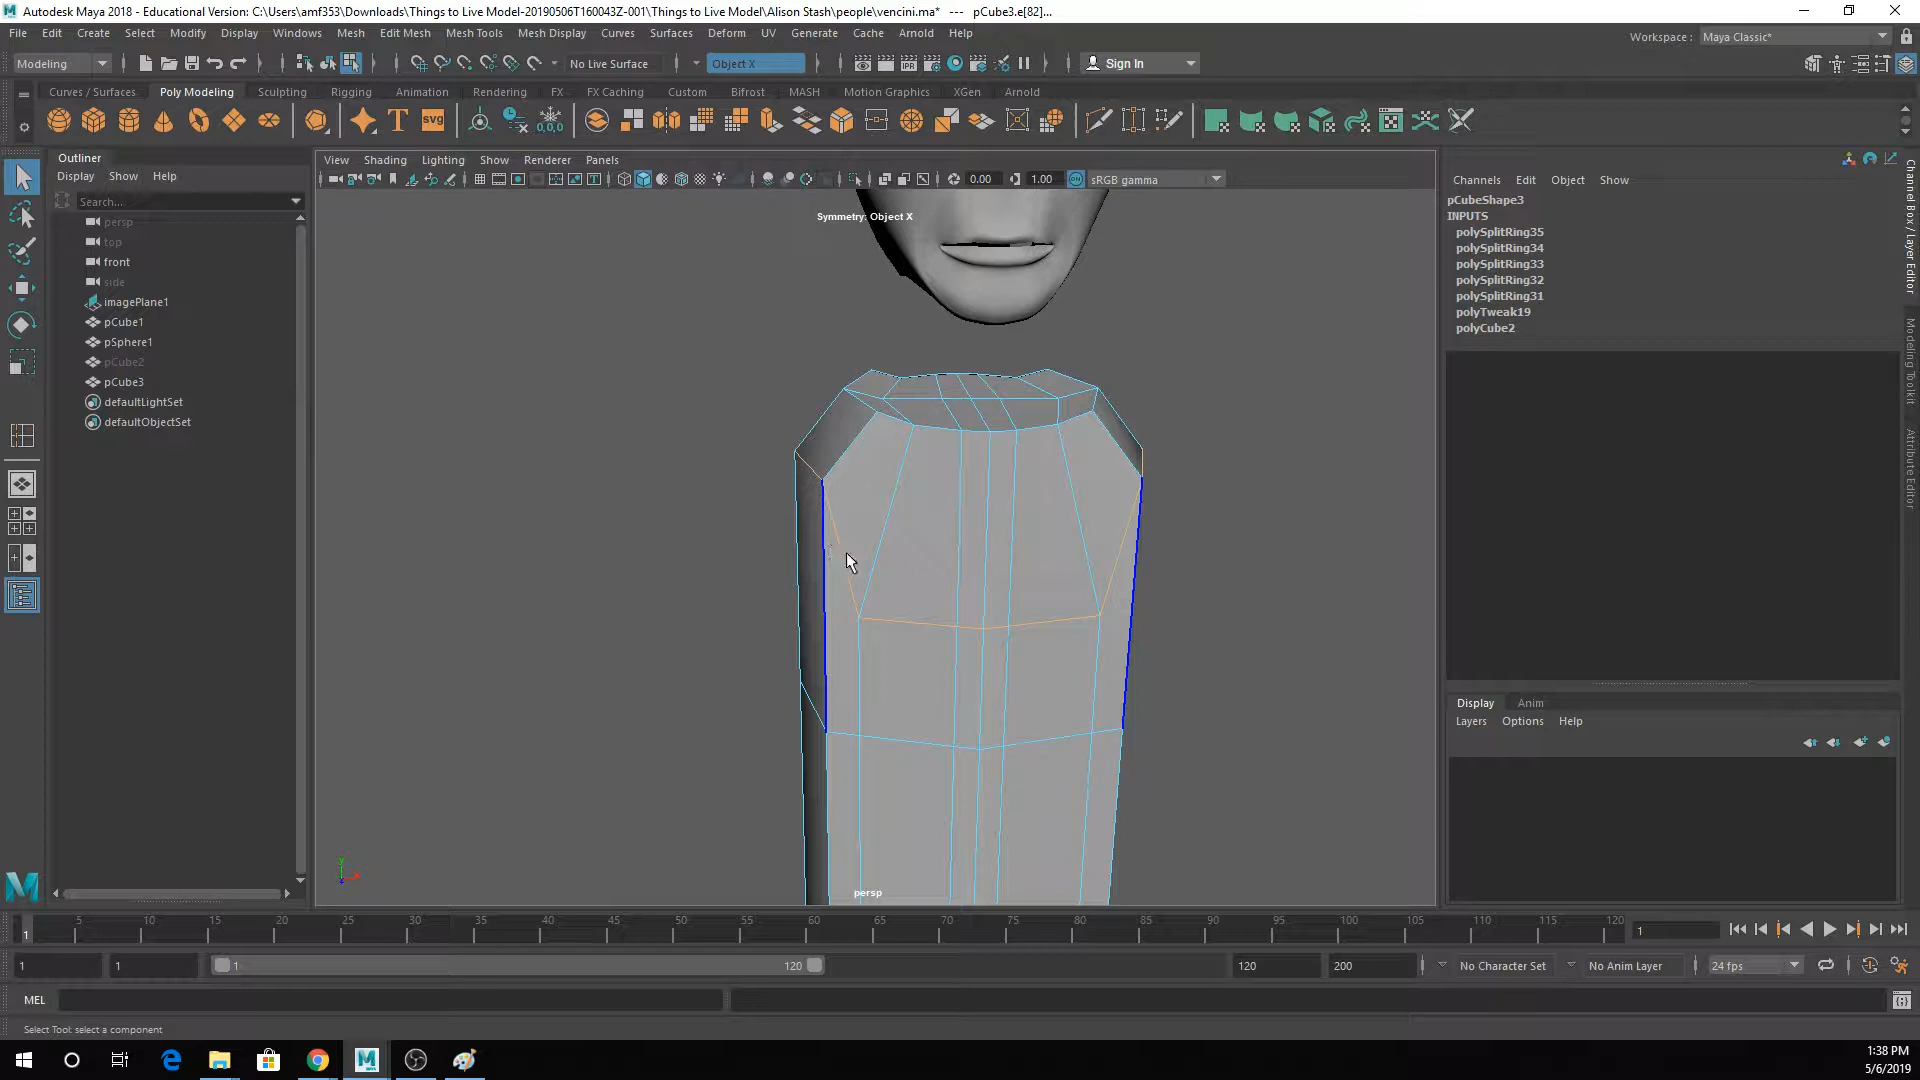 Autodesk Maya 2018 - Educational Version: C:\Users\amf353\Downloads\Things to Live Model-20190506T160043Z-001\Things to Live Model\Alison Stash\people\vencini.ma* --- pCube3.e[82]...
File Edit Create Select Modify Display Windows Mesh Edit Mesh Mesh Tools Mesh Display Curves Surfaces Deform UV Generate Cache Arnold Help
Workspace : Maya Classic*
Modeling No Live Surface Object X Sign In
Curves / Surfaces Poly Modeling Sculpting Rigging Animation Rendering FX FX Caching Custom Bifrost MASH Motion Graphics XGen Arnold
T svg 0,0,0
Outliner
Display Show Help
Search...
persp
top
front
side
imagePlane1
pCube1
pSphere1
pCube2
pCube3
defaultLightSet
defaultObjectSet
View Shading Lighting Show Renderer Panels
0.00 1.00 ON sRGB gamma
Symmetry: Object X
y
persp
Channels Edit Object Show
pCubeShape3
INPUTS
polySplitRing35
polySplitRing34
polySplitRing33
polySplitRing32
polySplitRing31
polyTweak19
polyCube2
Channel Box / Layer Editor
Modeling Toolkit
Attribute Editor
Display Anim
Layers Options Help
5 10 15 20 25 30 35 40 45 50 55 60 65 70 75 80 85 90 95 100 105 110 115 120
1 1
1 1 1 120 120 200 No Character Set No Anim Layer 24 fps
MEL
Select Tool: select a component
1:38 PM
5/6/2019